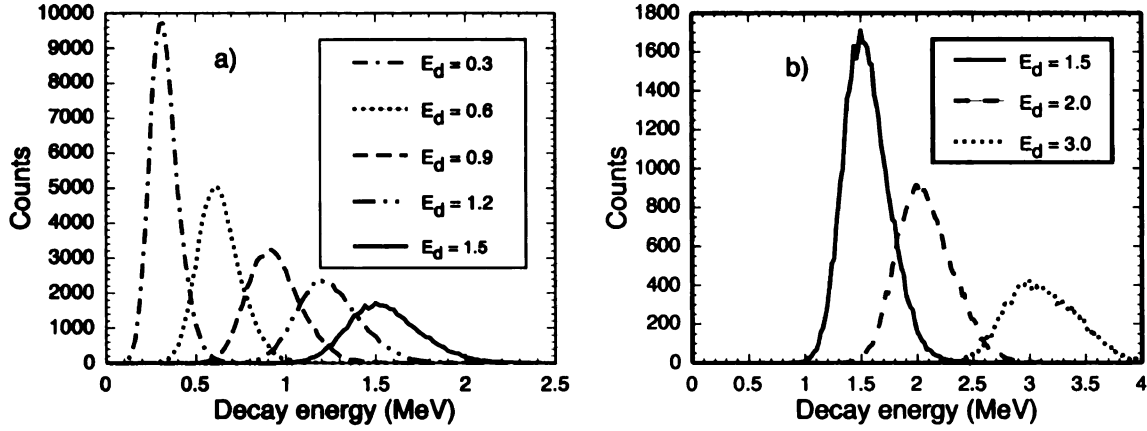 10000
9000
8000
7000
6000
5000
4000
3000
2000
1000
0
Counts
a)
E_d = 0.3
E_d = 0.6
E_d = 0.9
E_d = 1.2
E_d = 1.5
0 0.5 1 1.5 2 2.5
Decay energy (MeV)
1800
1600
1400
1200
1000
800
600
400
200
0
Counts
b)
E_d = 1.5
E_d = 2.0
E_d = 3.0
0 0.5 1 1.5 2 2.5 3 3.5 4
Decay energy (MeV)